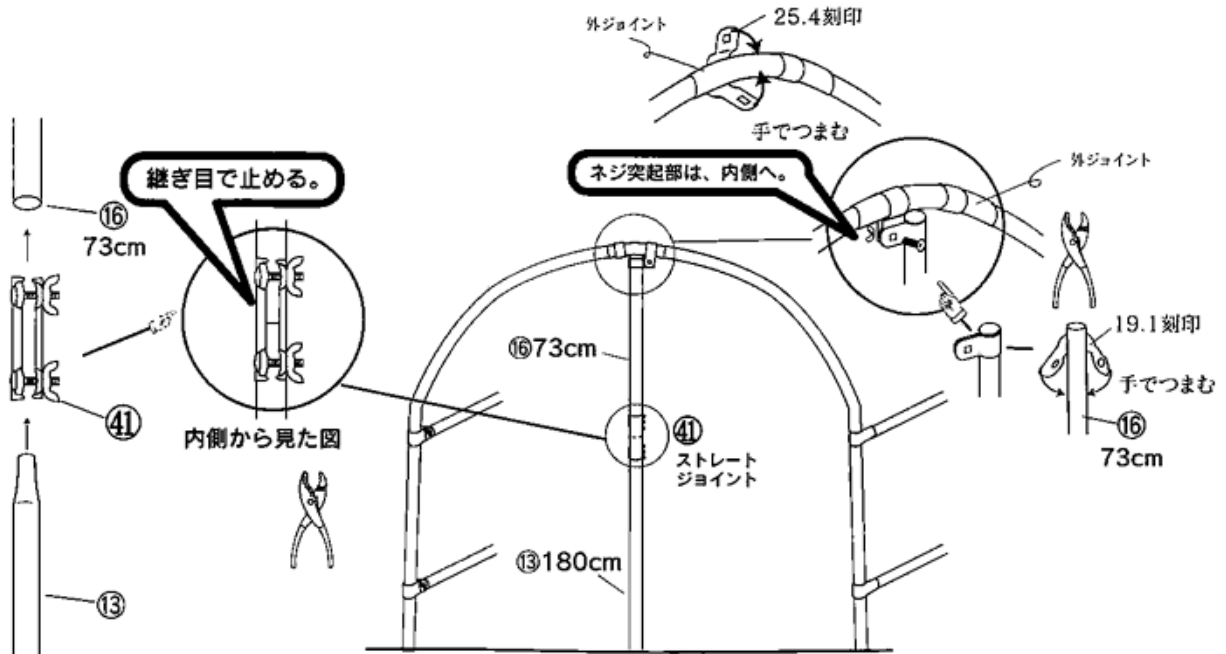 外ジョイント
25.4刻印
手でつまむ
継ぎ目で止める。
ネジ突起部は、内側へ。
外ジョイント
⑯
73cm
⑯73cm
19.1刻印
手でつまむ
⑯
73cm
㊶
内側から見た図
㊶
ストレート
ジョイント
⑬180cm
⑬